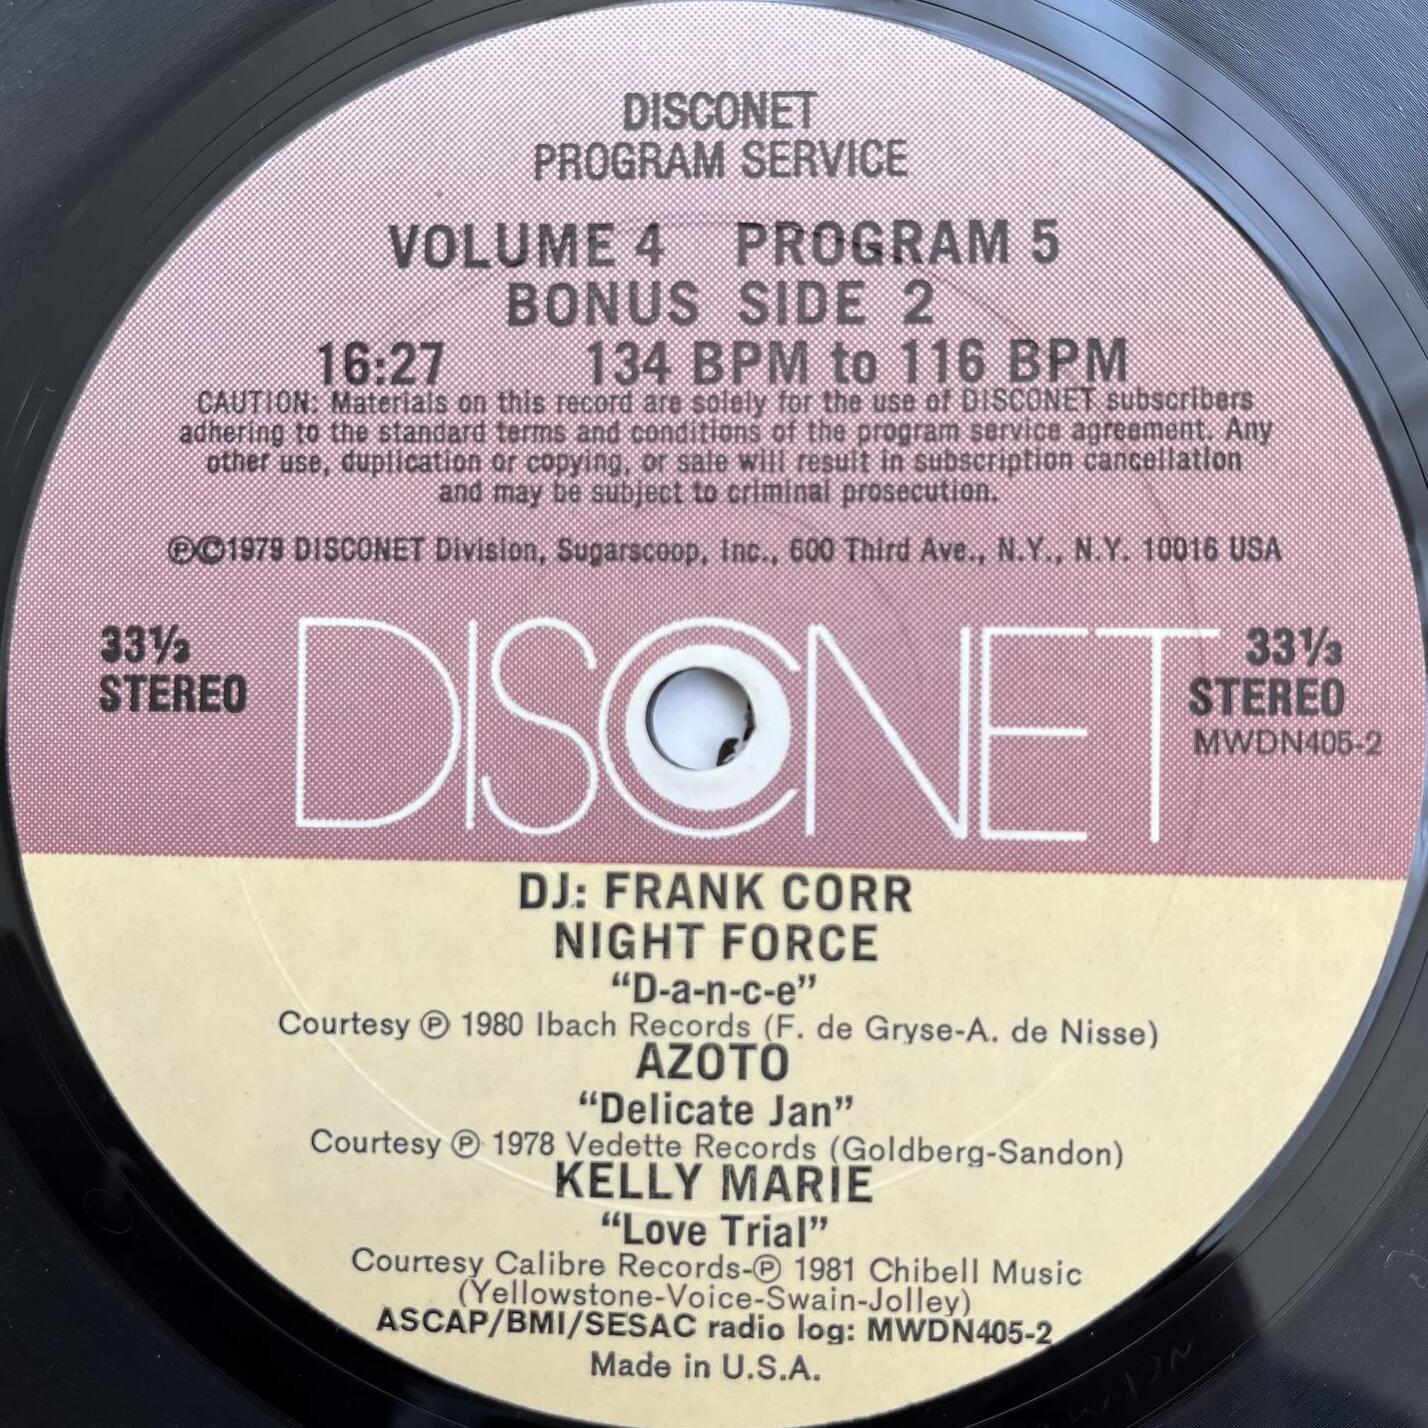 DISCONET
PROGRAM SERVICE
VOLUME 4 PROGRAM 5
BONUS SIDE 2
16:27 134 BPM to 116 BPM
CAUTION: Materials on this record are solely for the use of DISCONET subscribers
adhering to the standard terms and conditions of the program service agreement. Any
other use, duplication or copying, or sale will result in subscription cancellation
and may be subject to criminal prosecution.
℗©1979 DISCONET Division, Sugarscoop, Inc., 600 Third Ave., N.Y., N.Y. 10016 USA
33⅓
STEREO
DISCONET
33⅓
STEREO
MWDN405-2
DJ: FRANK CORR
NIGHT FORCE
“D-a-n-c-e”
Courtesy ℗ 1980 Ibach Records (F. de Gryse-A. de Nisse)
AZOTO
“Delicate Jan”
Courtesy ℗ 1978 Vedette Records (Goldberg-Sandon)
KELLY MARIE
“Love Trial”
Courtesy Calibre Records-℗ 1981 Chibell Music
(Yellowstone-Voice-Swain-Jolley)
ASCAP/BMI/SESAC radio log: MWDN405-2
Made in U.S.A.